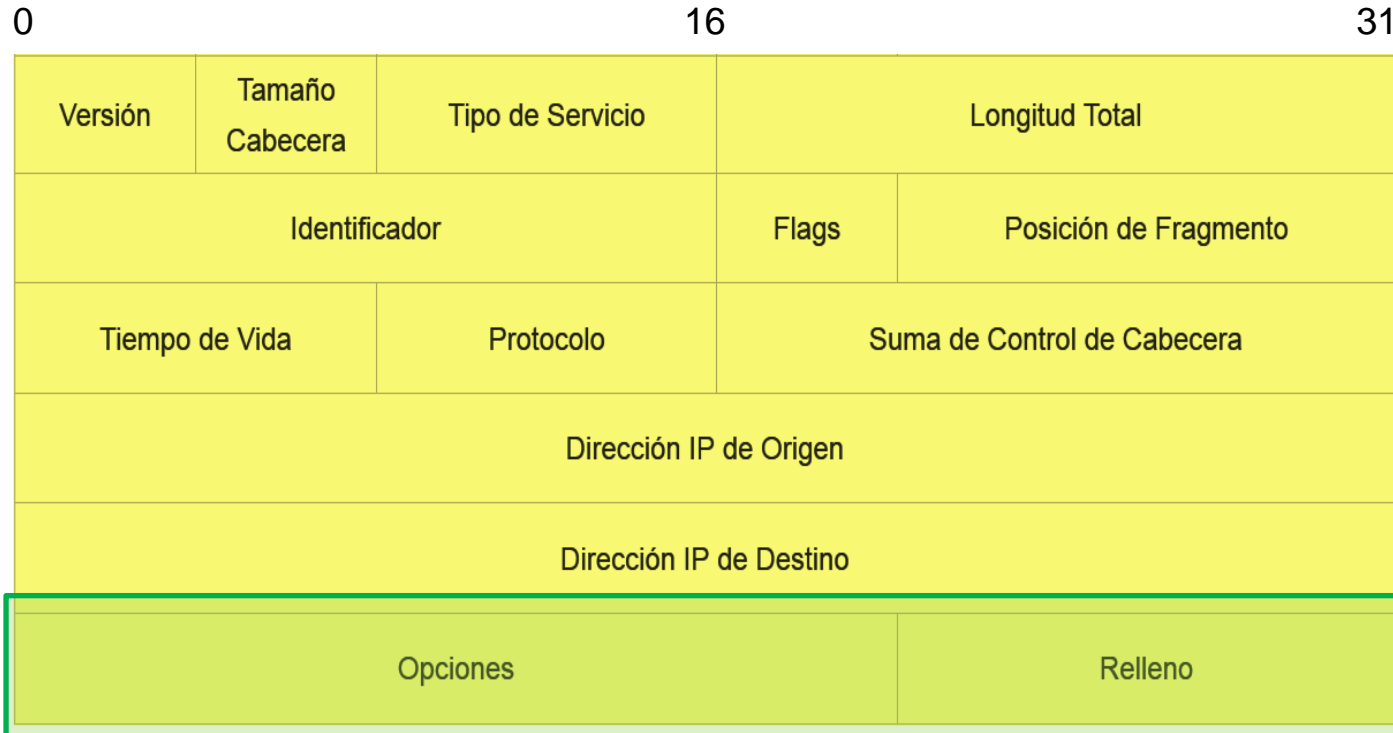 0 16 31
Versión Tamaño Cabecera Tipo de Servicio Longitud Total
Identificador Flags Posición de Fragmento
Tiempo de Vida Protocolo Suma de Control de Cabecera
Dirección IP de Origen
Dirección IP de Destino
Opciones Relleno